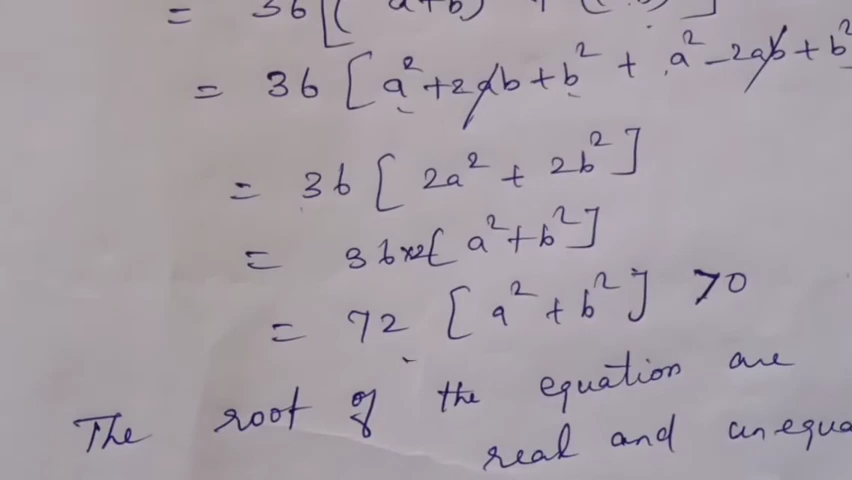 = 36 [(a+b)
= 36 [a² + 2ab + b² + a² - 2ab + b²
= 36 [2a² + 2b²]
= 36×2[a² + b²]
= 72 [a² + b²] >0
The root of the equation are
real and unequa